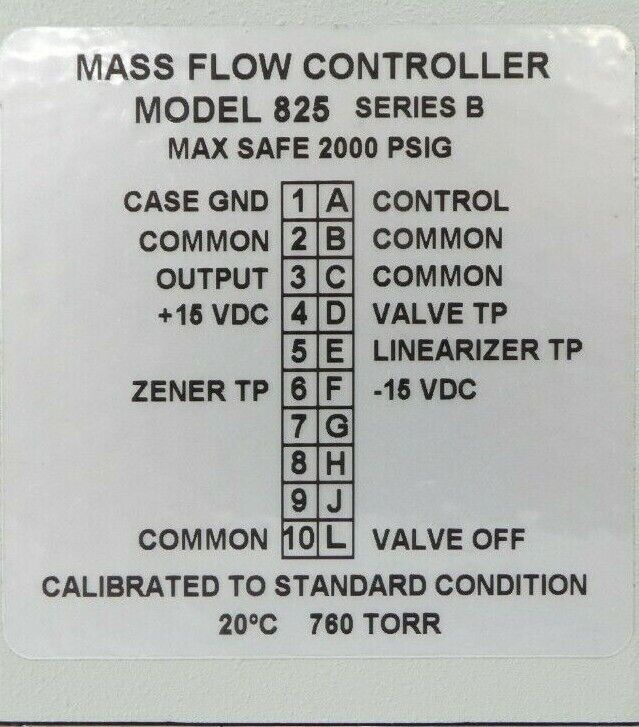 MASS FLOW CONTROLLER
MODEL 825 SERIES B
MAX SAFE 2000 PSIG
CASE GND 1 A CONTROL
COMMON 2 B COMMON
OUTPUT 3 C COMMON
+15 VDC 4 D VALVE TP
5 E LINEARIZER TP
ZENER TP 6 F -15 VDC
7 G
8 H
9 J
COMMON 10 L VALVE OFF
CALIBRATED TO STANDARD CONDITION
20°C 760 TORR